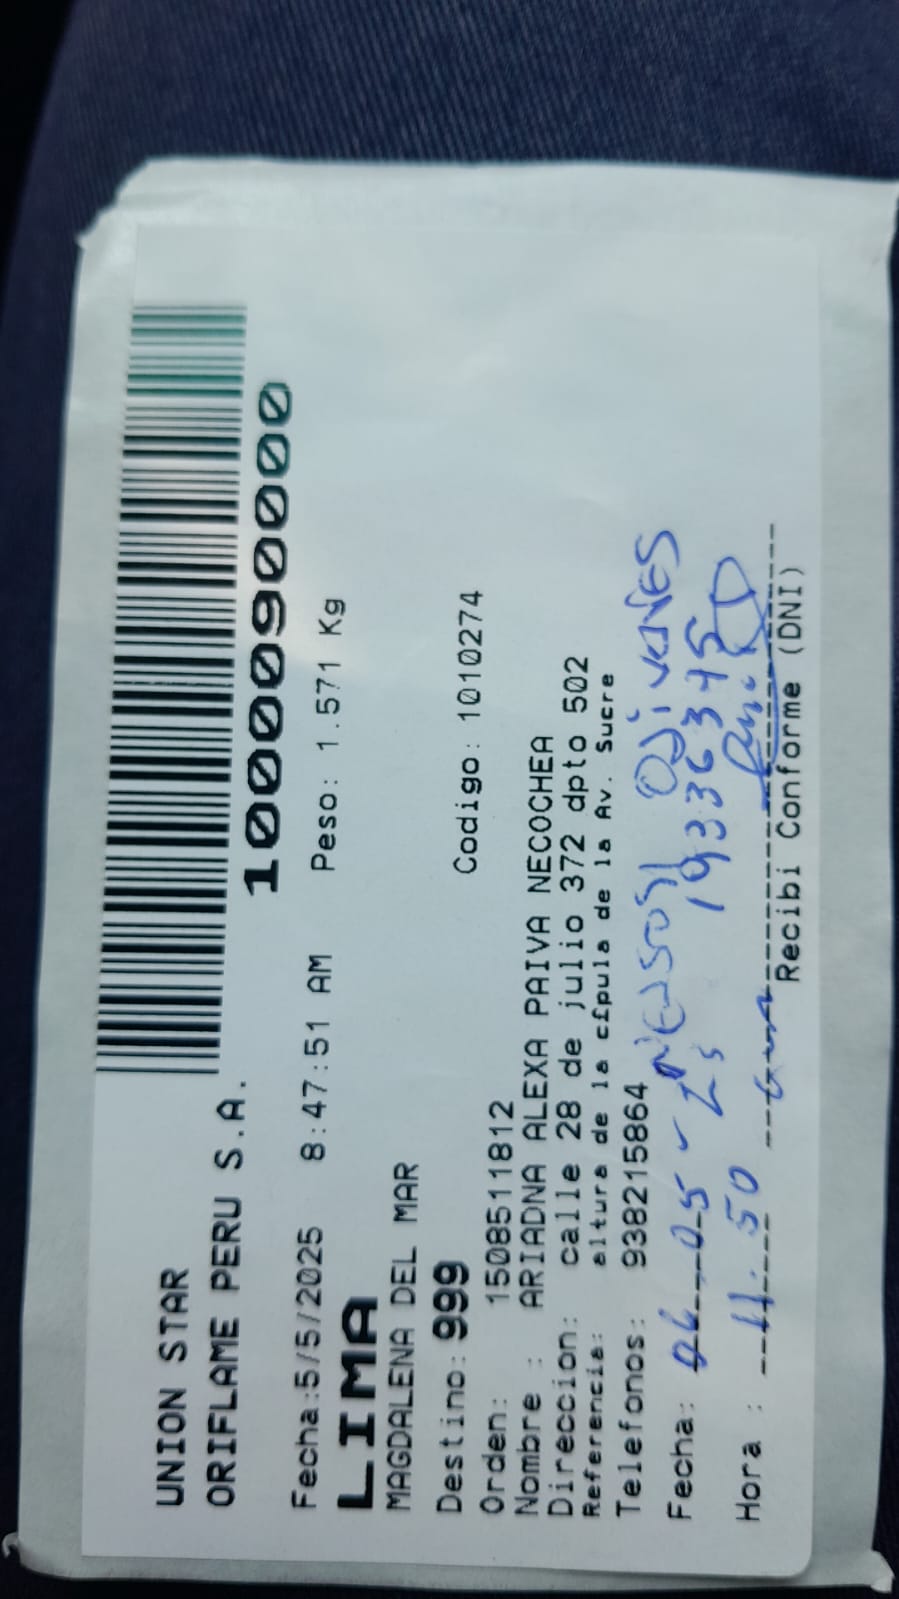 UNION STAR
ORIFLAME PERU S.A.
1000090000
Fecha:5/5/2025 8:47:51 AM Peso: 1.571 Kg
LIMA
MAGDALENA DEL MAR
Destino: 999
Orden: 1508511812 Codigo: 1010274
Nombre : ARIADNA ALEXA PAIVA NECOCHEA
Direccion: calle 28 de julio 372 dpto 502
Referencia: altura de la cfpula de la Av. Sucre
Telefonos: 938215864
Fecha: 06-05-25
Hora : 11.50
Recibi Conforme (DNI)